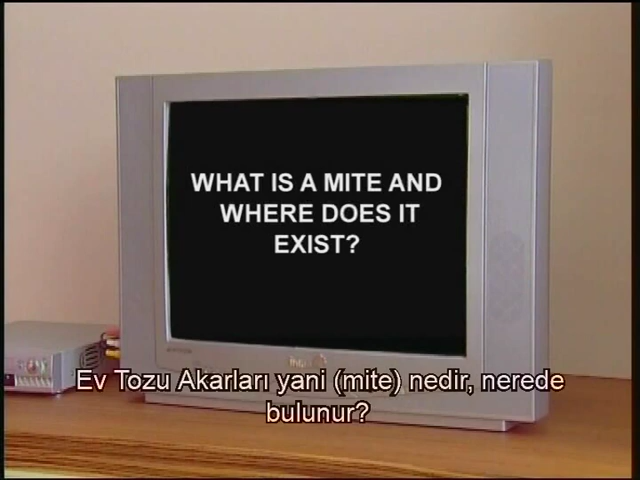 WHAT IS A MITE AND
WHERE DOES IT
EXIST?
Ev Tozu Akarları yani (mite) nedir, nerede
bulunur?